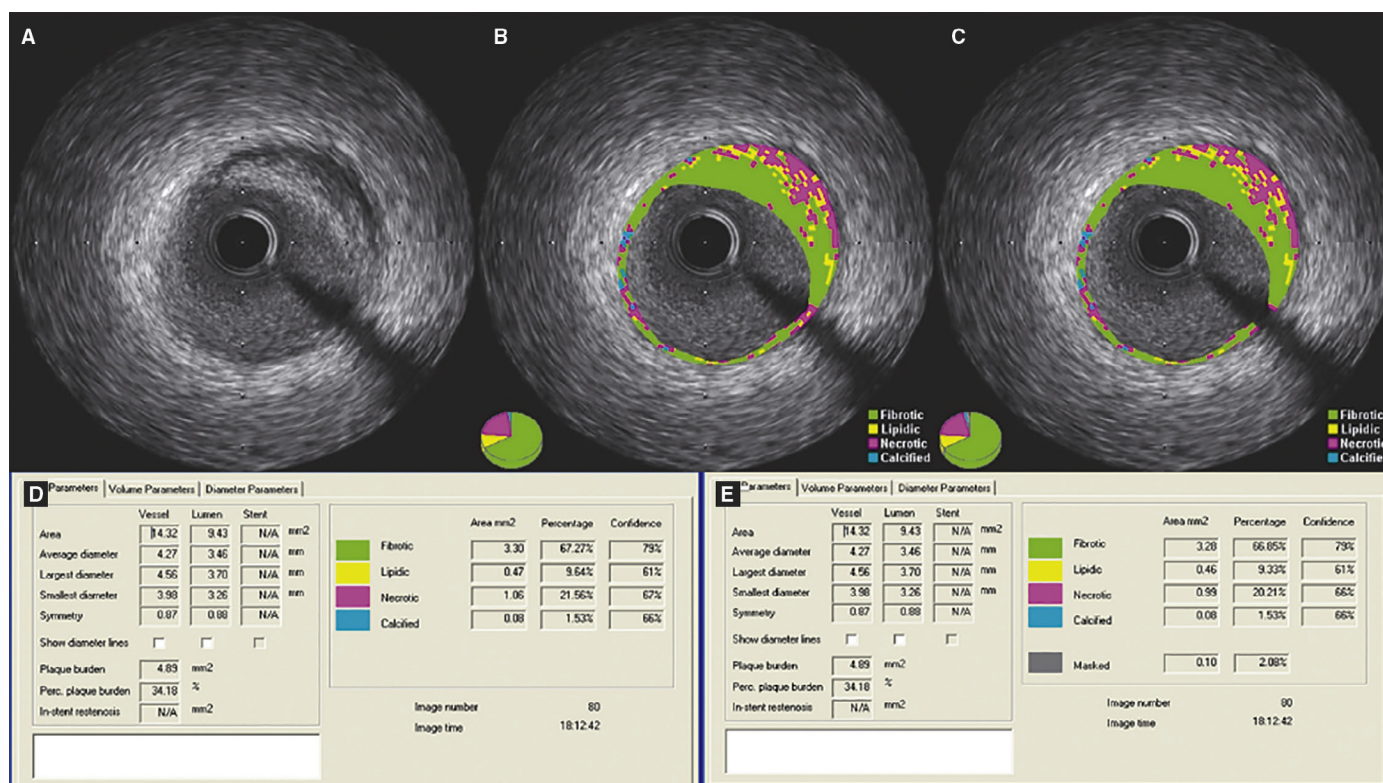 A
B
C
Fibrotic
Lipidic
Necrotic
Calcified
Fibrotic
Lipidic
Necrotic
Calcified
D
Parameters
Volume Parameters
Diameter Parameters
Vessel Lumen Stent
Area 14.32 9.43 N/A mm2
Average diameter 4.27 3.46 N/A mm
Largest diameter 4.56 3.70 N/A mm
Smallest diameter 3.98 3.26 N/A mm
Symmetry 0.87 0.88 N/A
Show diameter lines
Plaque burden 4.89 mm2
Perc. plaque burden 34.18 %
In-stent restenosis N/A mm2
Area mm2 Percentage Confidence
Fibrotic 3.30 67.27% 79%
Lipidic 0.47 9.64% 61%
Necrotic 1.06 21.56% 67%
Calcified 0.08 1.53% 66%
Image number 80
Image time 18:12:42
E
Parameters
Volume Parameters
Diameter Parameters
Vessel Lumen Stent
Area 14.32 9.43 N/A mm2
Average diameter 4.27 3.46 N/A mm
Largest diameter 4.56 3.70 N/A mm
Smallest diameter 3.98 3.26 N/A mm
Symmetry 0.87 0.88 N/A
Show diameter lines
Plaque burden 4.89 mm2
Perc. plaque burden 34.18 %
In-stent restenosis N/A mm2
Area mm2 Percentage Confidence
Fibrotic 3.28 66.85% 79%
Lipidic 0.46 9.33% 61%
Necrotic 0.99 20.21% 66%
Calcified 0.08 1.53% 66%
Masked 0.10 2.08%
Image number 80
Image time 18:12:42